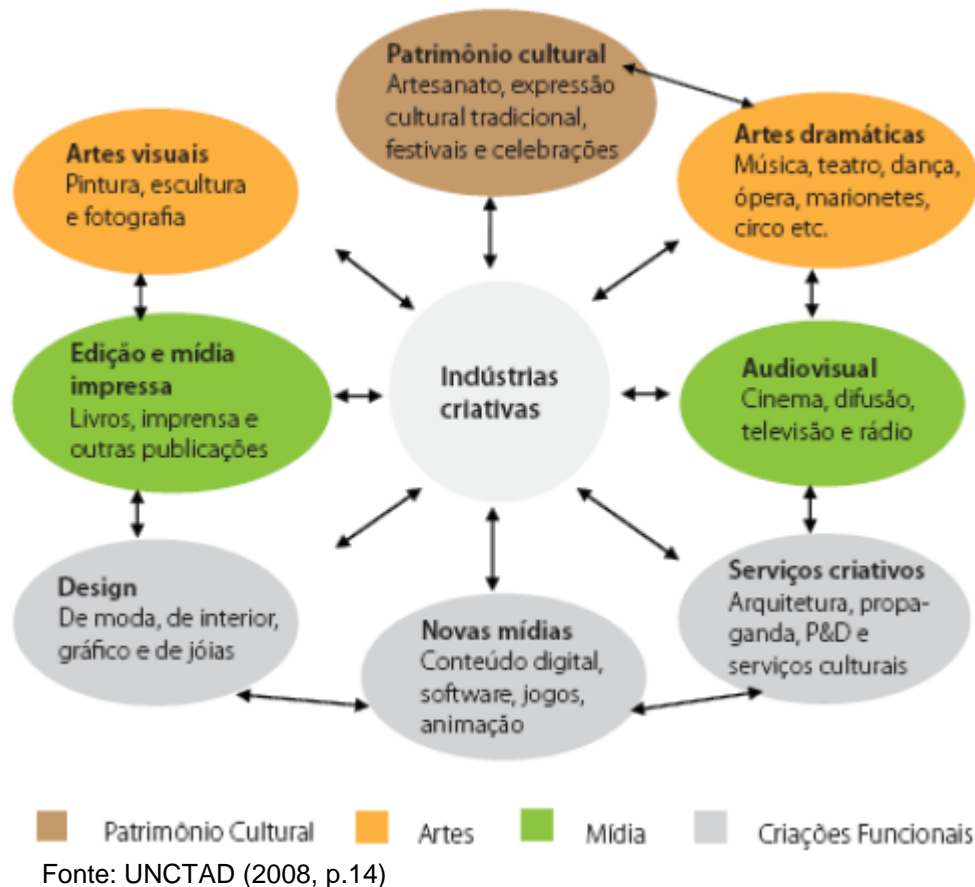 Patrimônio cultural
Artesanato, expressão
cultural tradicional,
festivais e celebrações
Artes visuais
Pintura, escultura
e fotografia
Artes dramáticas
Música, teatro, dança,
ópera, marionetes,
circo etc.
Edição e mídia
impressa
Livros, imprensa e
outras publicações
Indústrias
criativas
Audiovisual
Cinema, difusão,
televisão e rádio
Design
De moda, de interior,
gráfico e de jóias
Novas mídias
Conteúdo digital,
software, jogos,
animação
Serviços criativos
Arquitetura, propa-
ganda, P&D e
serviços culturais
Patrimônio Cultural
Artes
Mídia
Criações Funcionais
Fonte: UNCTAD (2008, p.14)